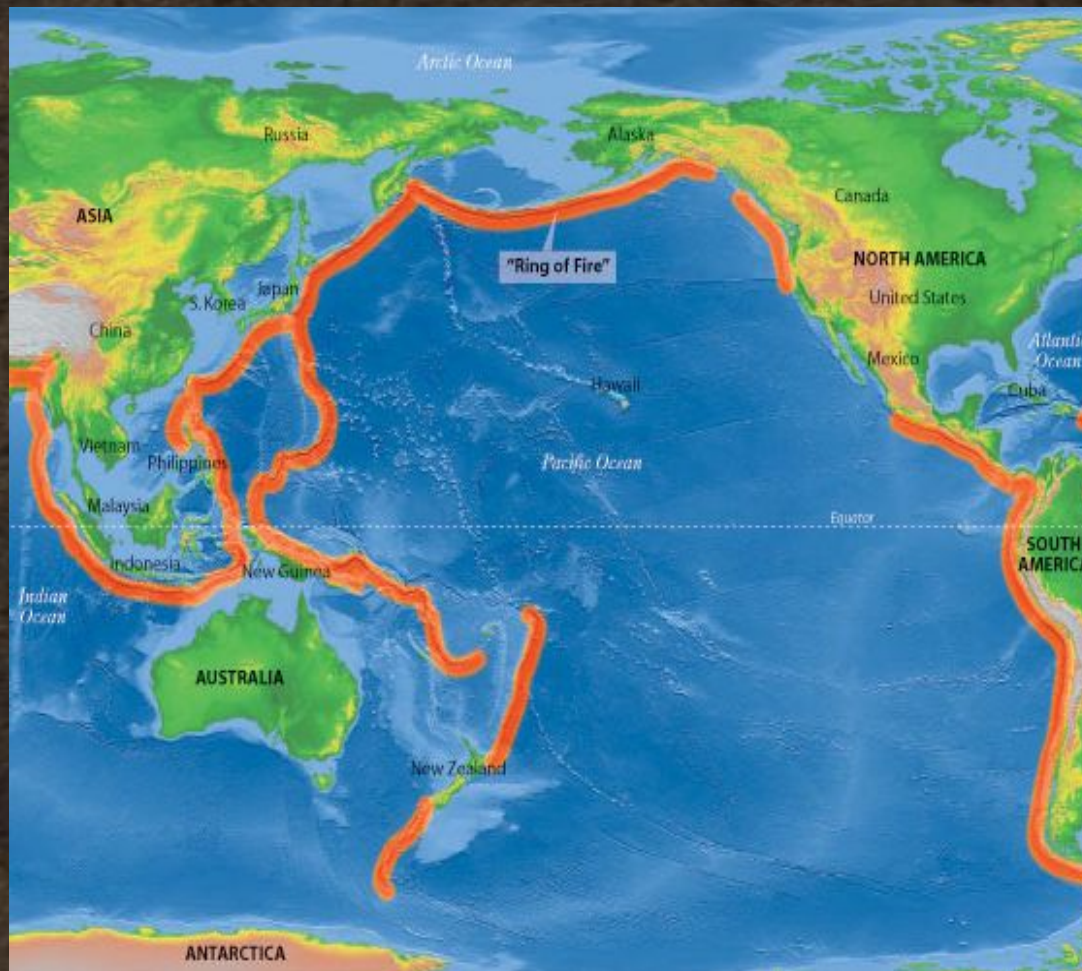 Arctic Ocean
Russia
Alaska
Canada
ASIA
"Ring of Fire"
NORTH AMERICA
Japan
S. Korea
United States
China
Atlantic
Ocean
Mexico
Hawaii
Cuba
Vietnam
Philippines
Pacific Ocean
Malaysia
Equator
SOUTH
AMERICA
Indonesia
New Guinea
Indian
Ocean
AUSTRALIA
New Zealand
ANTARCTICA